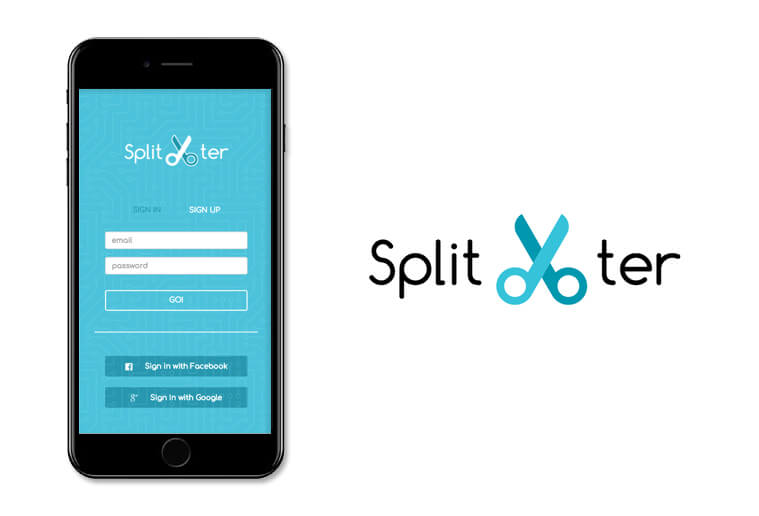 Split ter
SIGN IN SIGN UP
email
password
GO!
Sign in with Facebook
g+ Sign in with Google
Split ter